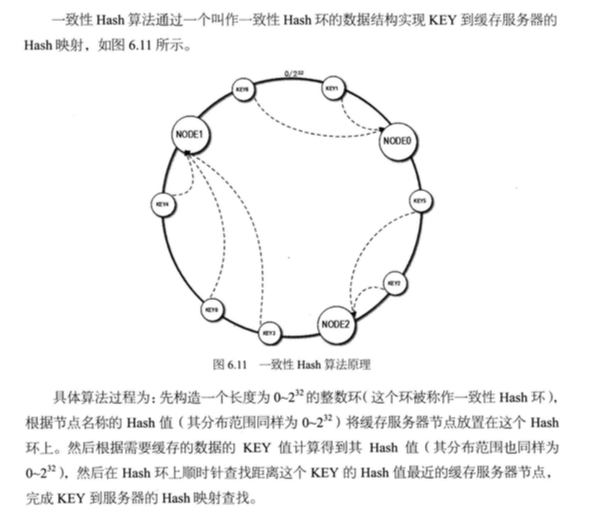 一致性 Hash 算法通过一个叫作一致性 Hash 环的数据结构实现 KEY 到缓存服务器的
Hash 映射，如图 6.11 所示。
0/2³²
KEY6
KEY1
NODE1
NODE0
KEY4
KEY5
KEY2
KEY0
KEY3
NODE2
图 6.11 一致性 Hash 算法原理
具体算法过程为：先构造一个长度为 0~2³² 的整数环（这个环被称作一致性 Hash 环），
根据节点名称的 Hash 值（其分布范围同样为 0~2³²）将缓存服务器节点放置在这个 Hash
环上。然后根据需要缓存的数据的 KEY 值计算得到其 Hash 值（其分布范围也同样为
0~2³²），然后在 Hash 环上顺时针查找距离这个 KEY 的 Hash 值最近的缓存服务器节点，
完成 KEY 到服务器的 Hash 映射查找。